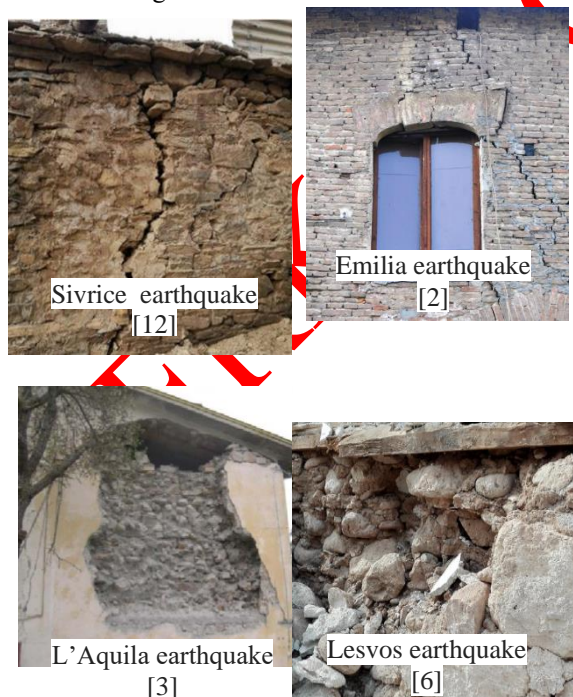 Sivrice earthquake
[12]
Emilia earthquake
[2]
L'Aquila earthquake
[3]
Lesvos earthquake
[6]